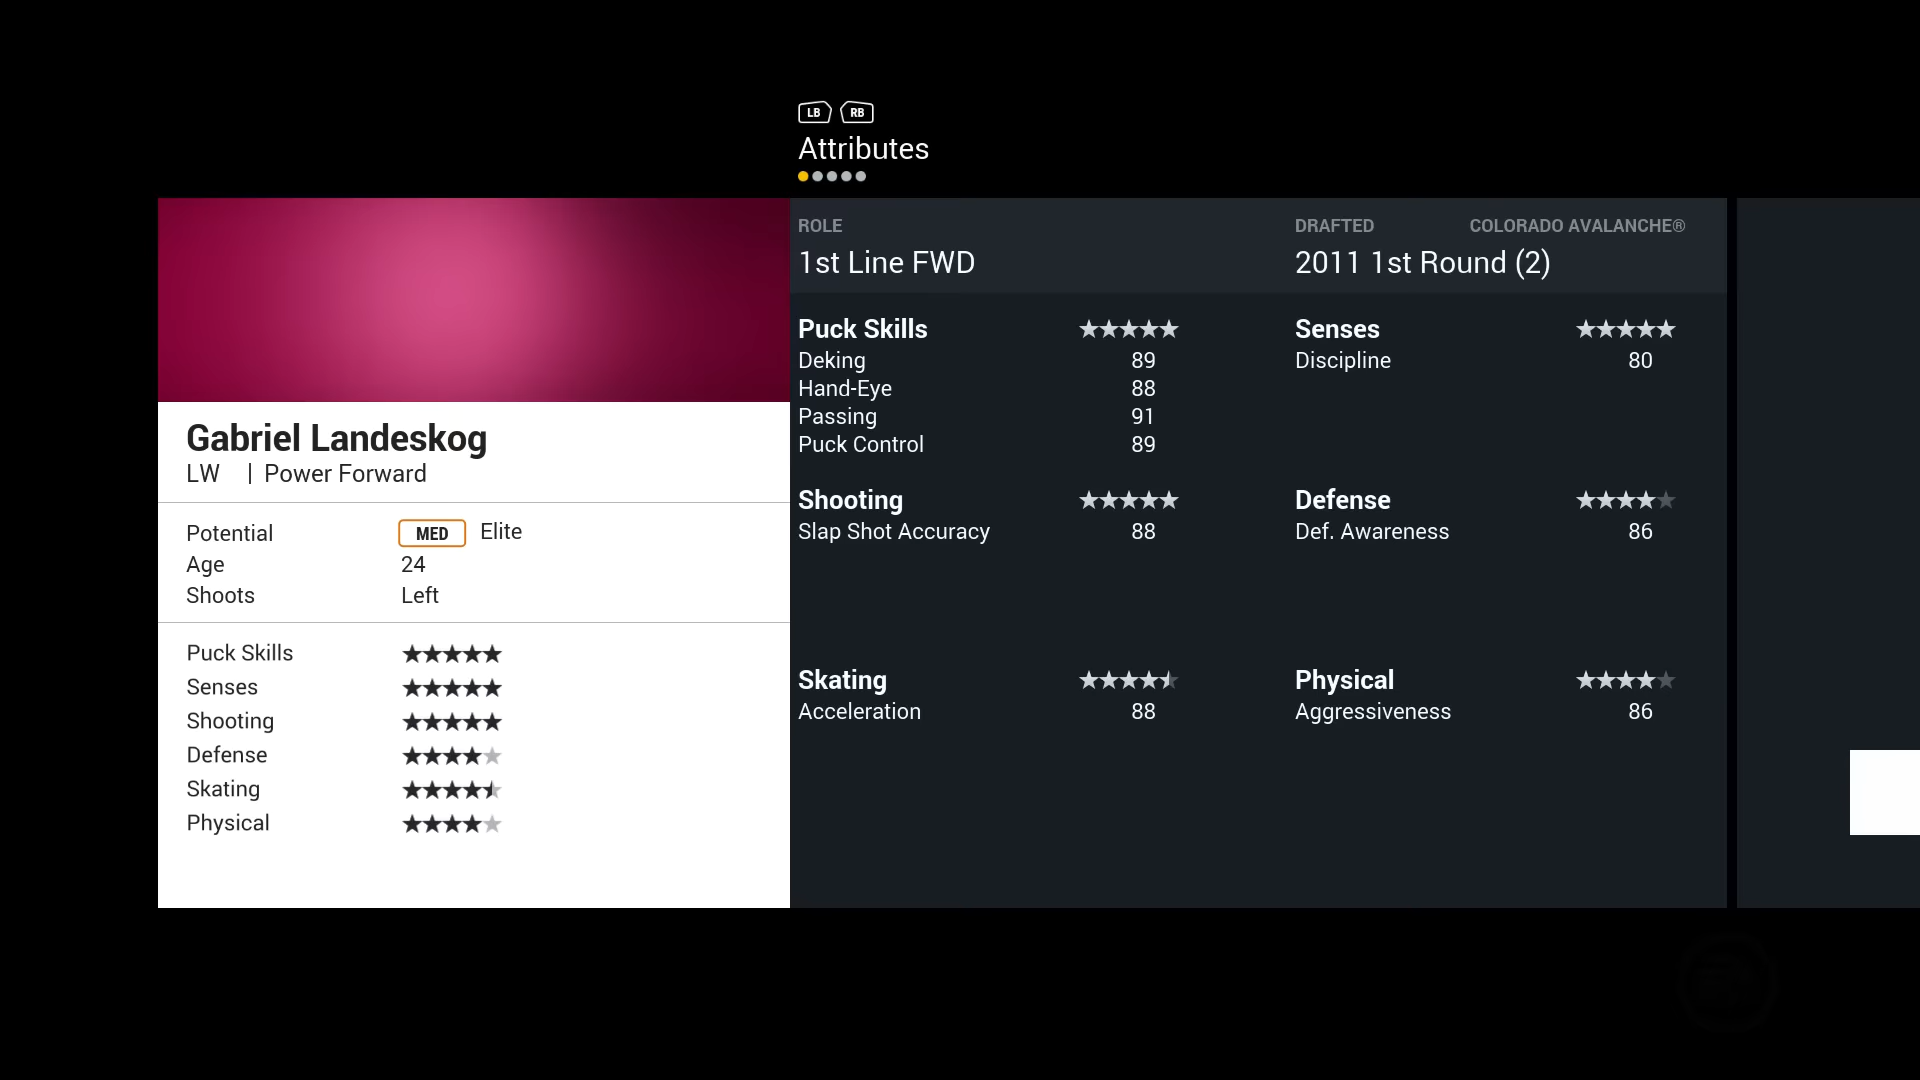 LB RB
Attributes
ROLE
1st Line FWD
DRAFTED COLORADO AVALANCHE®
2011 1st Round (2)
Gabriel Landeskog
LW | Power Forward
Potential MED Elite
Age 24
Shoots Left
Puck Skills
Senses
Shooting
Defense
Skating
Physical
Puck Skills
Deking 89
Hand-Eye 88
Passing 91
Puck Control 89
Senses
Discipline 80
Shooting
Slap Shot Accuracy 88
Defense
Def. Awareness 86
Skating
Acceleration 88
Physical
Aggressiveness 86